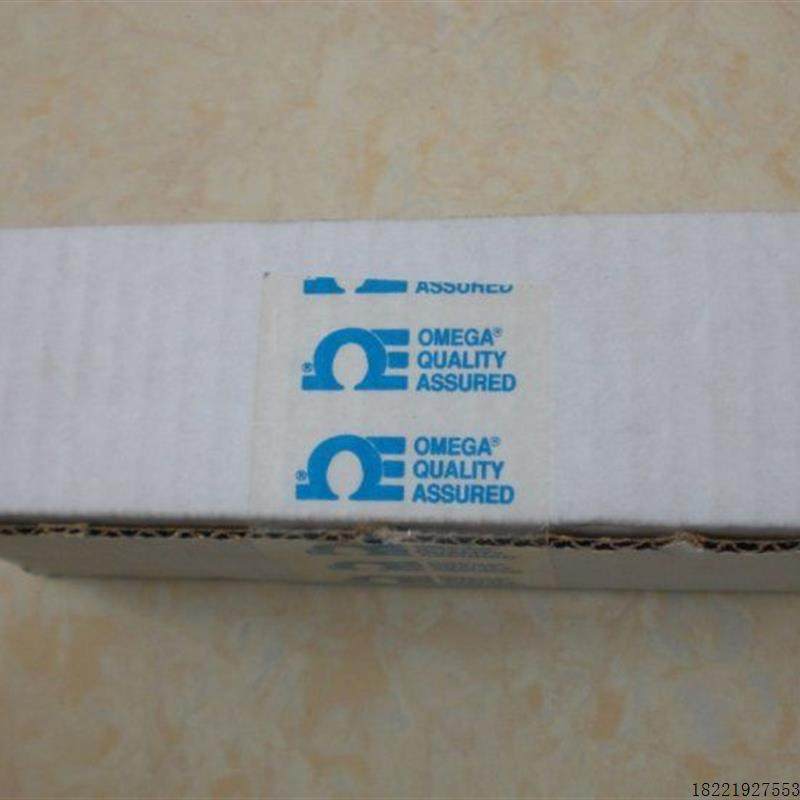 ASSURED
® OMEGA®
QUALITY
ASSURED
® OMEGA®
QUALITY
ASSURED
18221927553